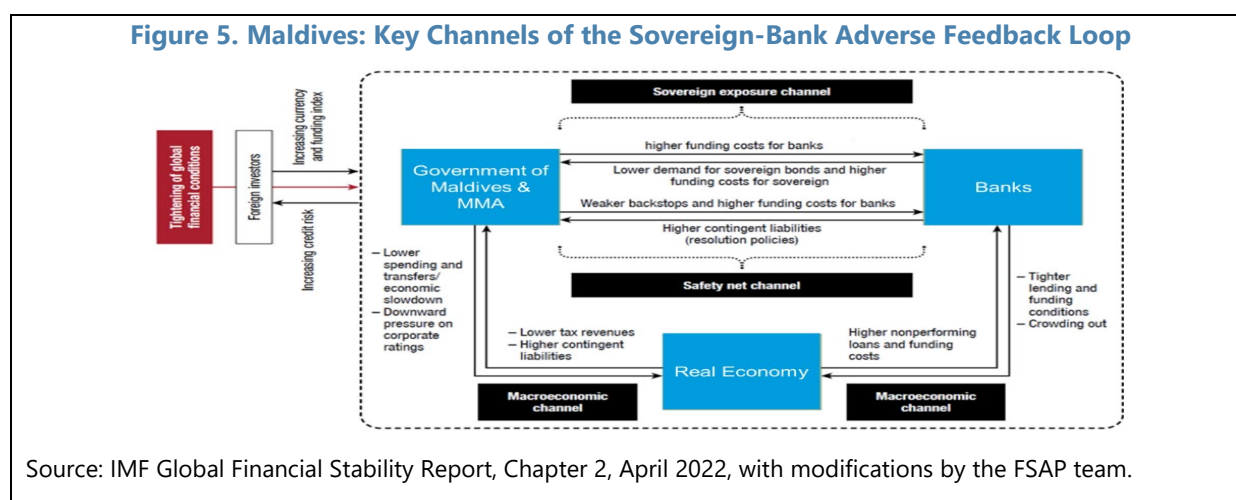 Figure 5. Maldives: Key Channels of the Sovereign-Bank Adverse Feedback Loop
Tightening of global
financial conditions
Foreign investors
Increasing currency
and funding index
Increasing credit risk
Sovereign exposure channel
Government of
Maldives &
MMA
higher funding costs for banks
Lower demand for sovereign bonds and higher
funding costs for sovereign
Weaker backstops and higher funding costs for banks
Higher contingent liabilities
(resolution policies)
Banks
Safety net channel
– Lower
spending and
transfers/
economic
slowdown
– Downward
pressure on
corporate
ratings
– Lower tax revenues
– Higher contingent
liabilities
Real Economy
Higher nonperforming
loans and funding
costs
– Tighter
lending and
funding
conditions
– Crowding out
Macroeconomic
channel
Macroeconomic
channel
Source: IMF Global Financial Stability Report, Chapter 2, April 2022, with modifications by the FSAP team.